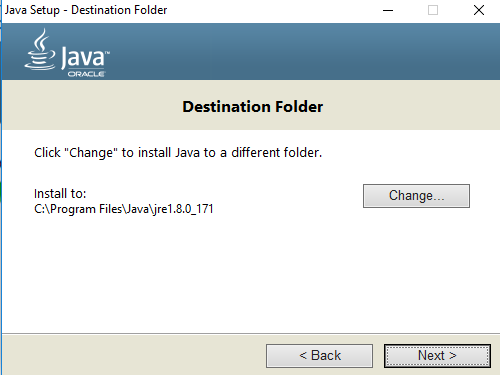 Java Setup - Destination Folder
Java™
ORACLE
Destination Folder
Click "Change" to install Java to a different folder.
Install to:
C:\Program Files\Java\jre1.8.0_171
Change...
< Back
Next >